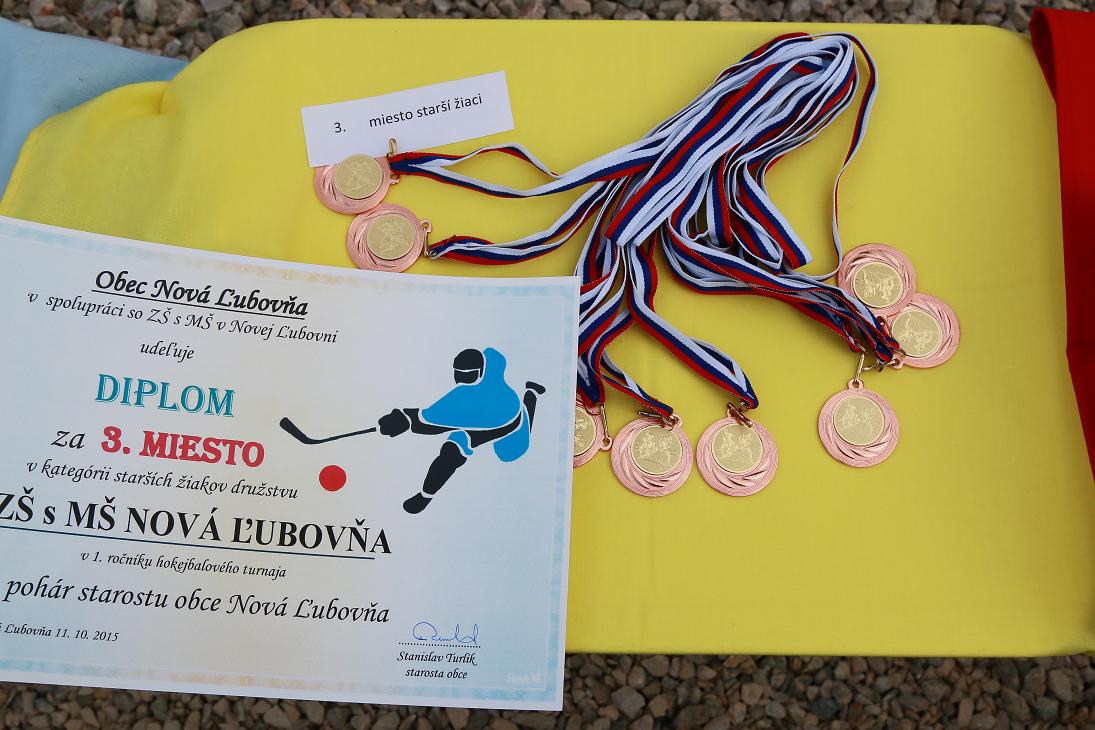 3. miesto starší žiaci
Obec Nová Ľubovňa
v spolupráci so ZŠ s MŠ v Novej Ľubovni
udeľuje
DIPLOM
za 3. MIESTO
v kategórii starších žiakov družstvu
ZŠ s MŠ NOVÁ ĽUBOVŇA
v 1. ročníku hokejbalového turnaja
pohár starostu obce Nová Ľubovňa
Ľubovňa 11. 10. 2015
Stanislav Turlík
starosta obce